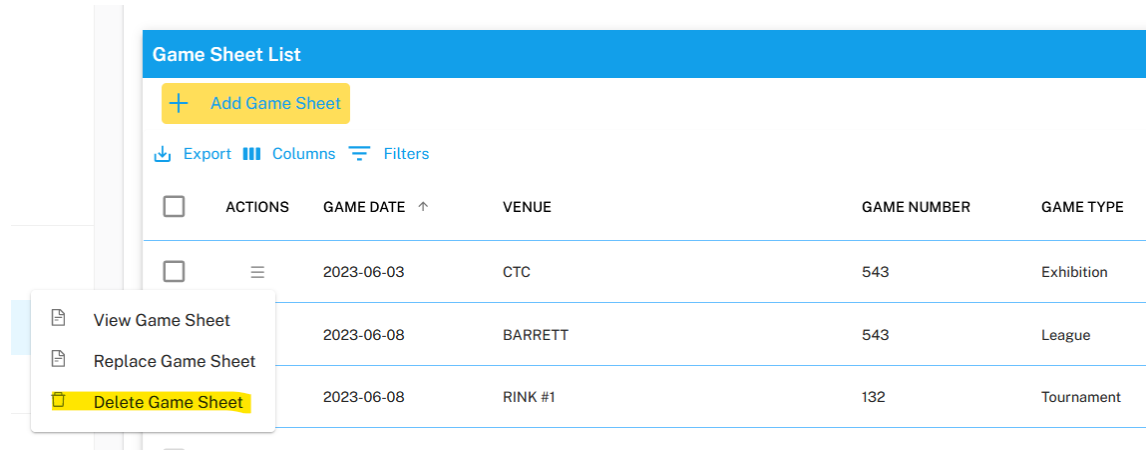 Game Sheet List
Add Game Sheet
Export Columns Filters
ACTIONS GAME DATE VENUE GAME NUMBER GAME TYPE
2023-06-03 CTC 543 Exhibition
View Game Sheet
2023-06-08 BARRETT 543 League
Replace Game Sheet
2023-06-08 RINK #1 132 Tournament
Delete Game Sheet